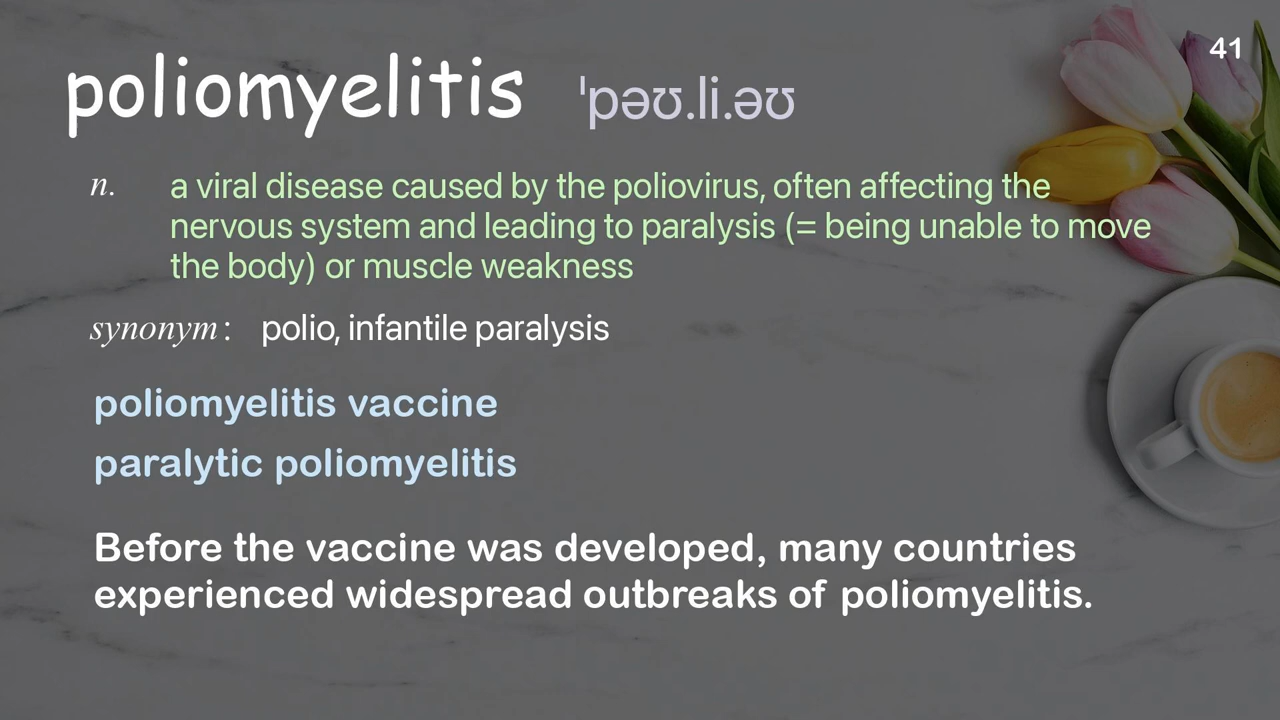 41
poliomyelitis ˈpəʊ.li.əʊ
n. a viral disease caused by the poliovirus, often affecting the
nervous system and leading to paralysis (= being unable to move
the body) or muscle weakness
synonym: polio, infantile paralysis
poliomyelitis vaccine
paralytic poliomyelitis
Before the vaccine was developed, many countries
experienced widespread outbreaks of poliomyelitis.